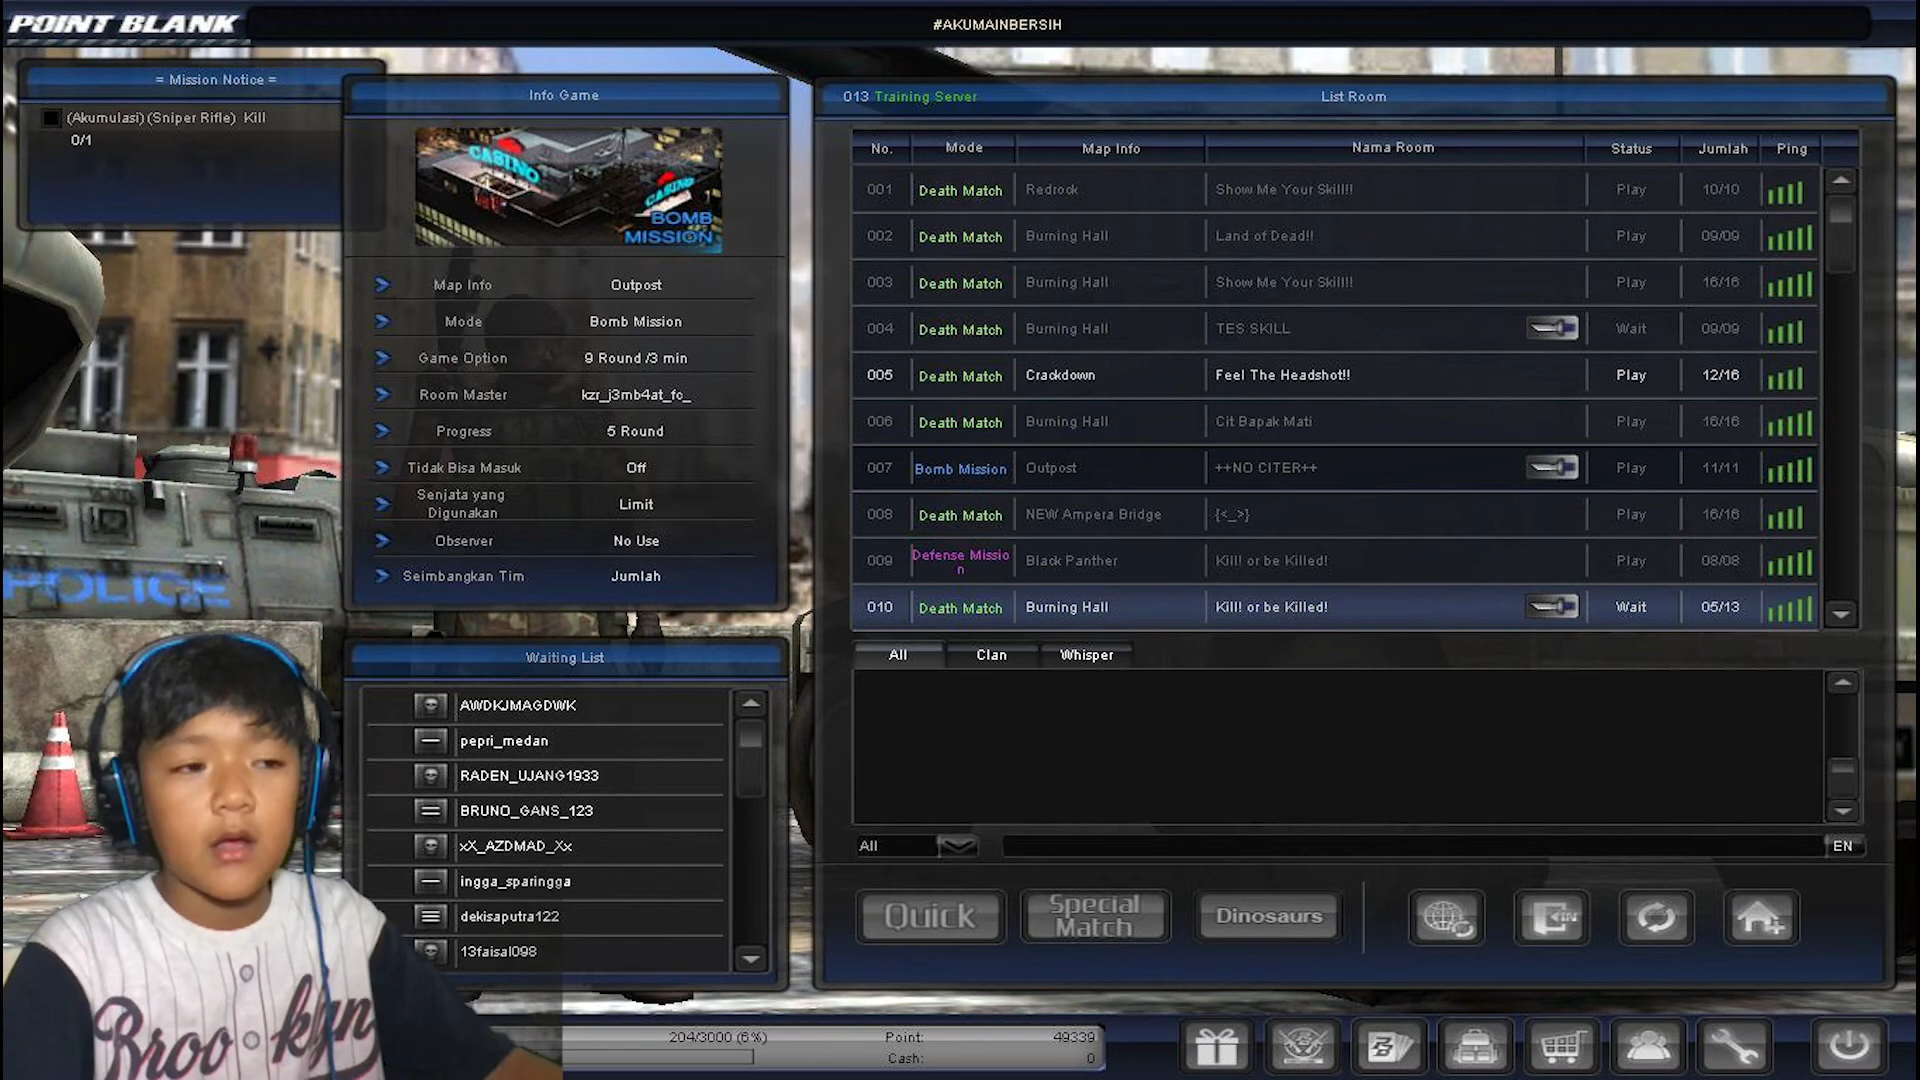 POINT BLANK
#AKUMAINBERSIH
= Mission Notice =
(Akumulasi)(Sniper Rifle) Kill
0/1
Info Game
CASINO
CASINO
BOMB
MISSION
Map Info Outpost
Mode Bomb Mission
Game Option 9 Round /3 min
Room Master kzr_j3mb4at_fc_
Progress 5 Round
Tidak Bisa Masuk Off
Senjata yang
Digunakan Limit
Observer No Use
Seimbangkan Tim Jumlah
013 Training Server
List Room
No. Mode Map Info Nama Room Status Jumlah Ping
001 Death Match Redrock Show Me Your Skill!! Play 10/10
002 Death Match Burning Hall Land of Dead!! Play 09/09
003 Death Match Burning Hall Show Me Your Skill!! Play 16/16
004 Death Match Burning Hall TES SKILL Wait 09/09
005 Death Match Crackdown Feel The Headshot!! Play 12/16
006 Death Match Burning Hall Cit Bapak Mati Play 16/16
007 Bomb Mission Outpost ++NO CITER++ Play 11/11
008 Death Match NEW Ampera Bridge {<_>} Play 16/16
009 Defense Missio
n Black Panther Kill! or be Killed! Play 08/08
010 Death Match Burning Hall Kill! or be Killed! Wait 05/13
All Clan Whisper
All
EN
Quick
Special
Match
Dinosaurs
IN
POLICE
Waiting List
AWDKJMAGDWK
pepri_medan
RADEN_UJANG1933
BRUNO_GANS_123
xX_AZDMAD_Xx
ingga_sparingga
dekisaputra122
13faisal098
Brooklyn
204/3000 (6%)
Point: 49339
Cash: 0